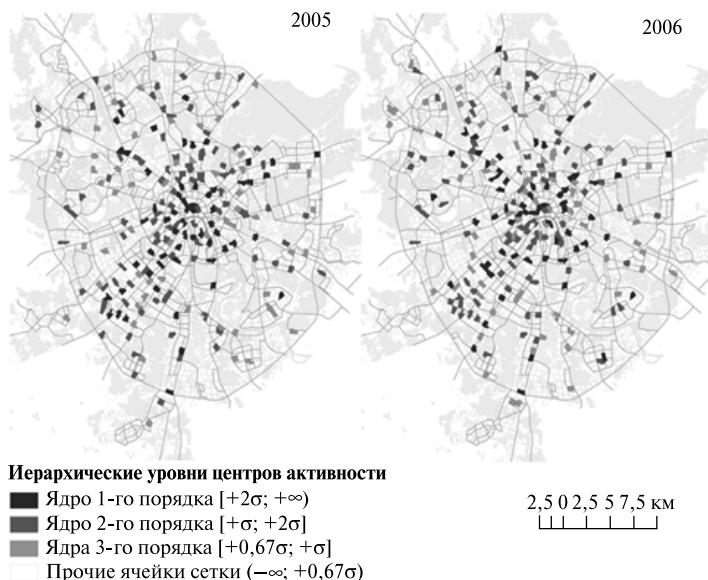 2005
2006
Иерархические уровни центров активности
Ядро 1-го порядка [+2σ; +∞)
Ядро 2-го порядка [+σ; +2σ]
Ядра 3-го порядка [+0,67σ; +σ]
Прочие ячейки сетки (−∞; +0,67σ)
2,5 0 2,5 5 7,5 км